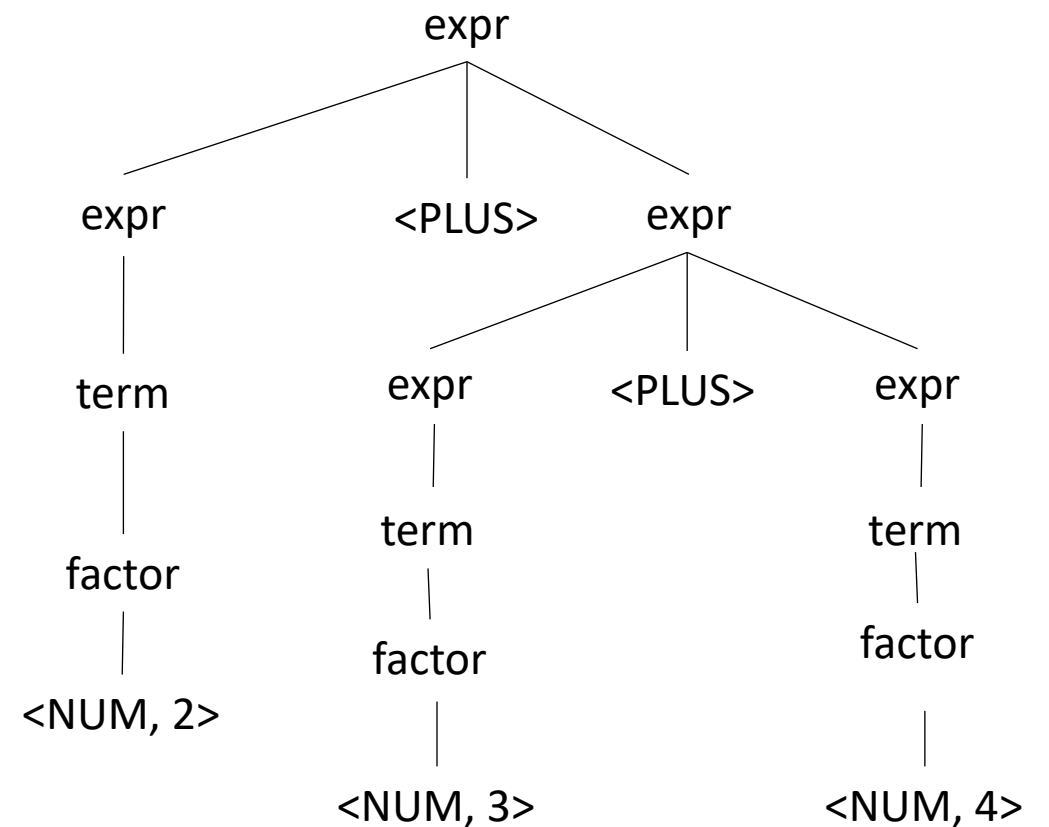 expr
expr <PLUS> expr
term expr <PLUS> expr
term term
factor
factor factor
<NUM, 2>
<NUM, 3> <NUM, 4>